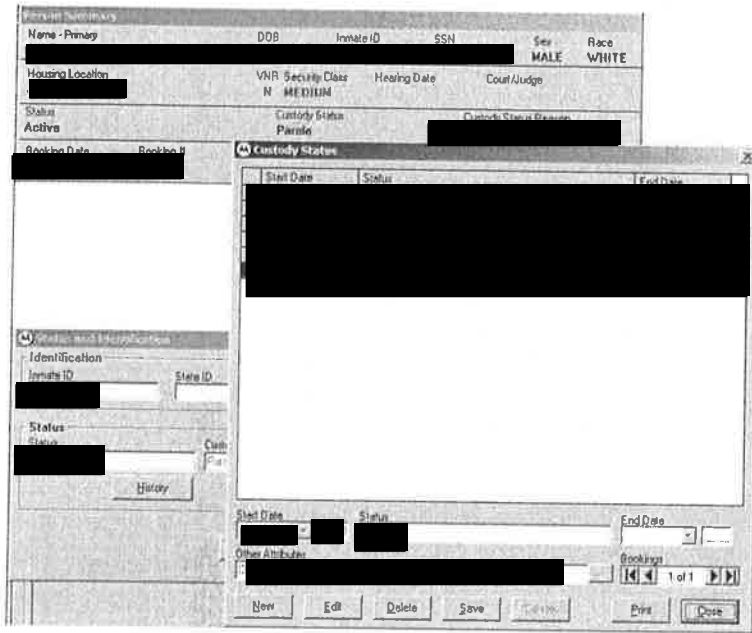 Person Summary
Name - Primary DOB Inmate ID SSN Sex Race
MALE WHITE
Housing Location VNR Security Class Hearing Date Court/Judge
N MEDIUM
Status Custody Status Custody Status Reason
Active Parole
Booking Date Booking #
Custody Status
Start Date Status End Date
Status and Identification
Identification
Inmate ID State ID
Status
Status Cust
History
Start Date Status End Date
Other Attributes
Bookings
1 of 1
New Edit Delete Save Print Close